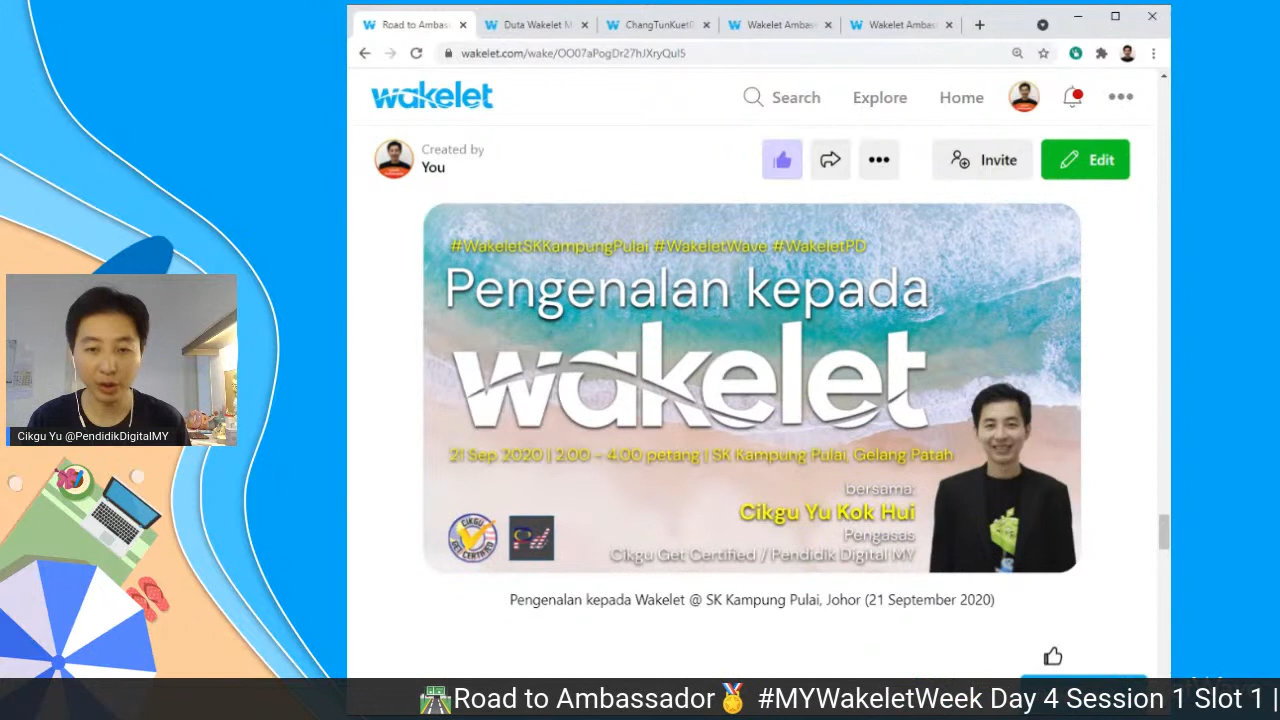 Road to Ambas
Duta Wakelet M
ChangTunKuet
Wakelet Ambas
Wakelet Ambas
wakelet.com/wake/OO07aPogDr27hJXryQuI5
wakelet
Search
Explore
Home
Created by
You
Invite
Edit
#WakeletSKKampungPulai #WakeletWave #WakeletPD
Pengenalan kepada
wakelet
21 Sep 2020 | 2.00 – 4.00 petang | SK Kampung Pulai, Gelang Patah
bersama:
Cikgu Yu Kok Hui
Pengasas
Cikgu Get Certified / Pendidik Digital MY
CIKGU
GET CERTIFIED
Pengenalan kepada Wakelet @ SK Kampung Pulai, Johor (21 September 2020)
Cikgu Yu @PendidikDigitalMY
🛣️Road to Ambassador🏅 #MYWakeletWeek Day 4 Session 1 Slot 1 |